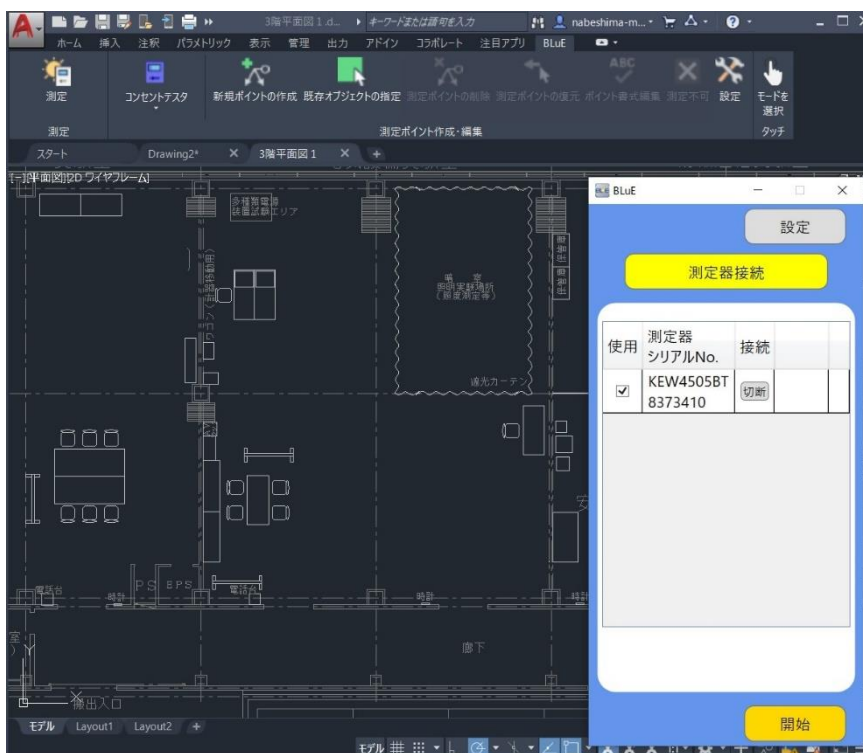 A
3階平面図1.d...
キーワードまたは語句を入力
nabeshima-m...
ホーム 挿入 注釈 パラメトリック 表示 管理 出力 アドイン コラボレート 注目アプリ BLuE
測定
コンセントテスタ
新規ポイントの作成
既存オブジェクトの指定
測定ポイントの削除
測定ポイントの復元
ABC
ポイント書式編集
測定不可
設定
モードを
選択
測定
測定ポイント作成・編集
タッチ
スタート
Drawing2*
3階平面図1
[-][平面図][2D ワイヤフレーム]
多種類電源
装置試験エリア
暗 室
照明実験場所
(照度測定等)
遮光カーテン
PS
EPS
電話台
時計
電話台
時計
時計
廊下
搬出入口
Y
X
モデル Layout1 Layout2
モデル
BLuE
設定
測定器接続
使用
測定器
シリアルNo.
接続
KEW4505BT
8373410
切断
開始